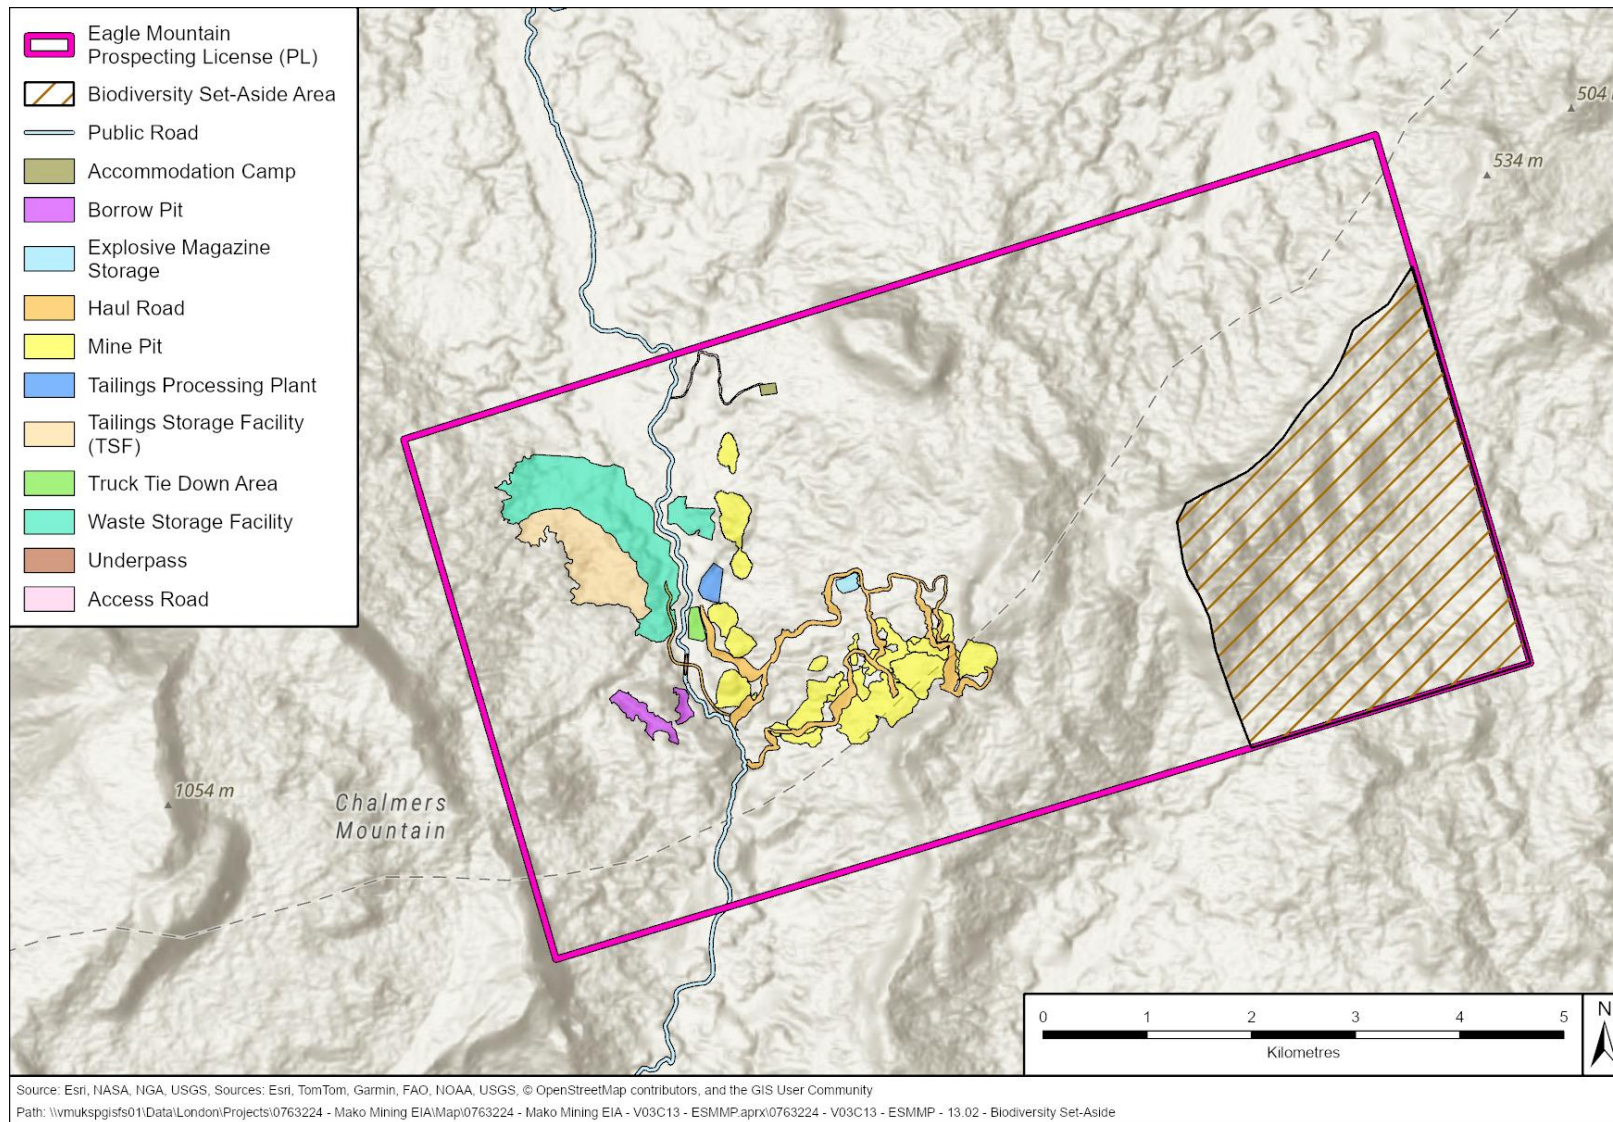 Eagle Mountain
Prospecting License (PL)
Biodiversity Set-Aside Area
Public Road
Accommodation Camp
Borrow Pit
Explosive Magazine
Storage
Haul Road
Mine Pit
Tailings Processing Plant
Tailings Storage Facility
(TSF)
Truck Tie Down Area
Waste Storage Facility
Underpass
Access Road
504
534 m
1054 m
Chalmers
Mountain
0 1 2 3 4 5
Kilometres
N
Source: Esri, NASA, NGA, USGS, Sources: Esri, TomTom, Garmin, FAO, NOAA, USGS, © OpenStreetMap contributors, and the GIS User Community
Path: \\vmukspgisfs01\Data\London\Projects\0763224 - Mako Mining EIA\Map\0763224 - Mako Mining EIA - V03C13 - ESMMP.aprx\0763224 - V03C13 - ESMMP - 13.02 - Biodiversity Set-Aside